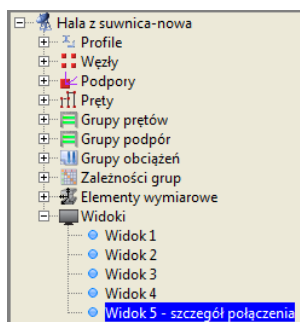 Hala z suwnica-nowa
Profile
Węzły
Podpory
Pręty
Grupy prętów
Grupy podpór
Grupy obciążeń
Zależności grup
Elementy wymiarowe
Widoki
Widok 1
Widok 2
Widok 3
Widok 4
Widok 5 - szczegół połączenia